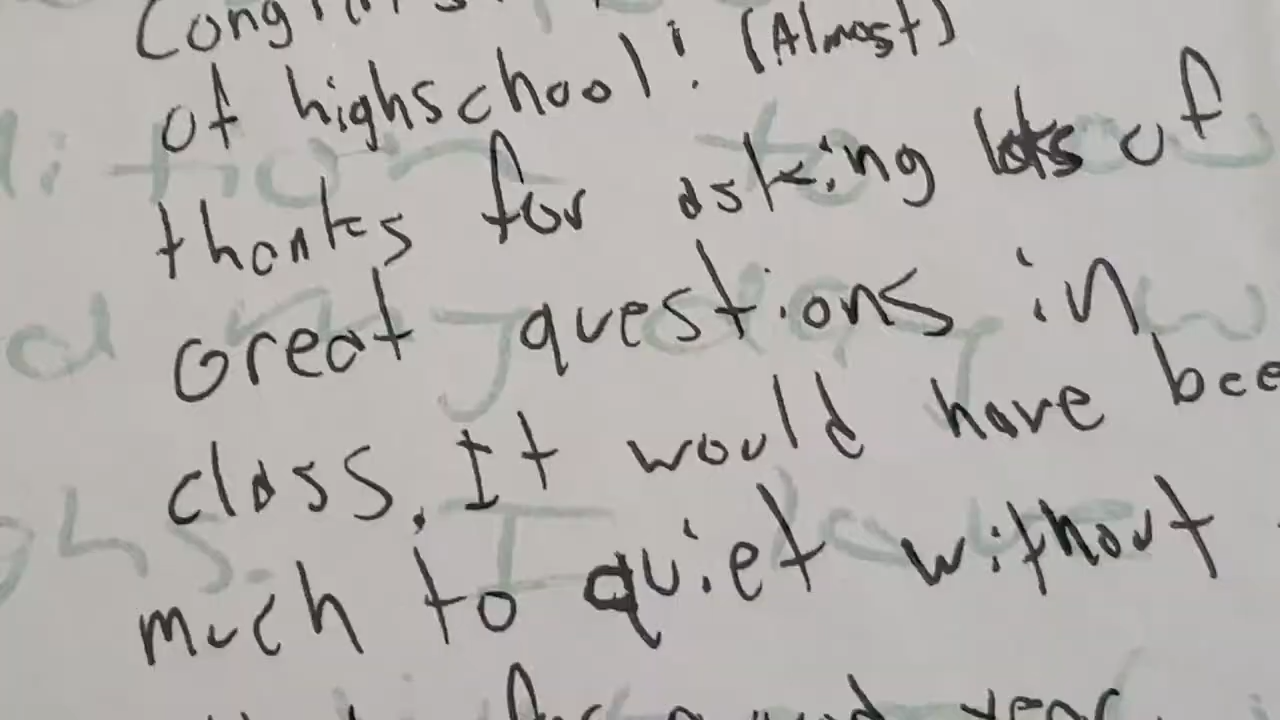 of highschool! (Almost)
thanks for asking lots of
Great questions in
class. It would have bee
much to quiet without
year